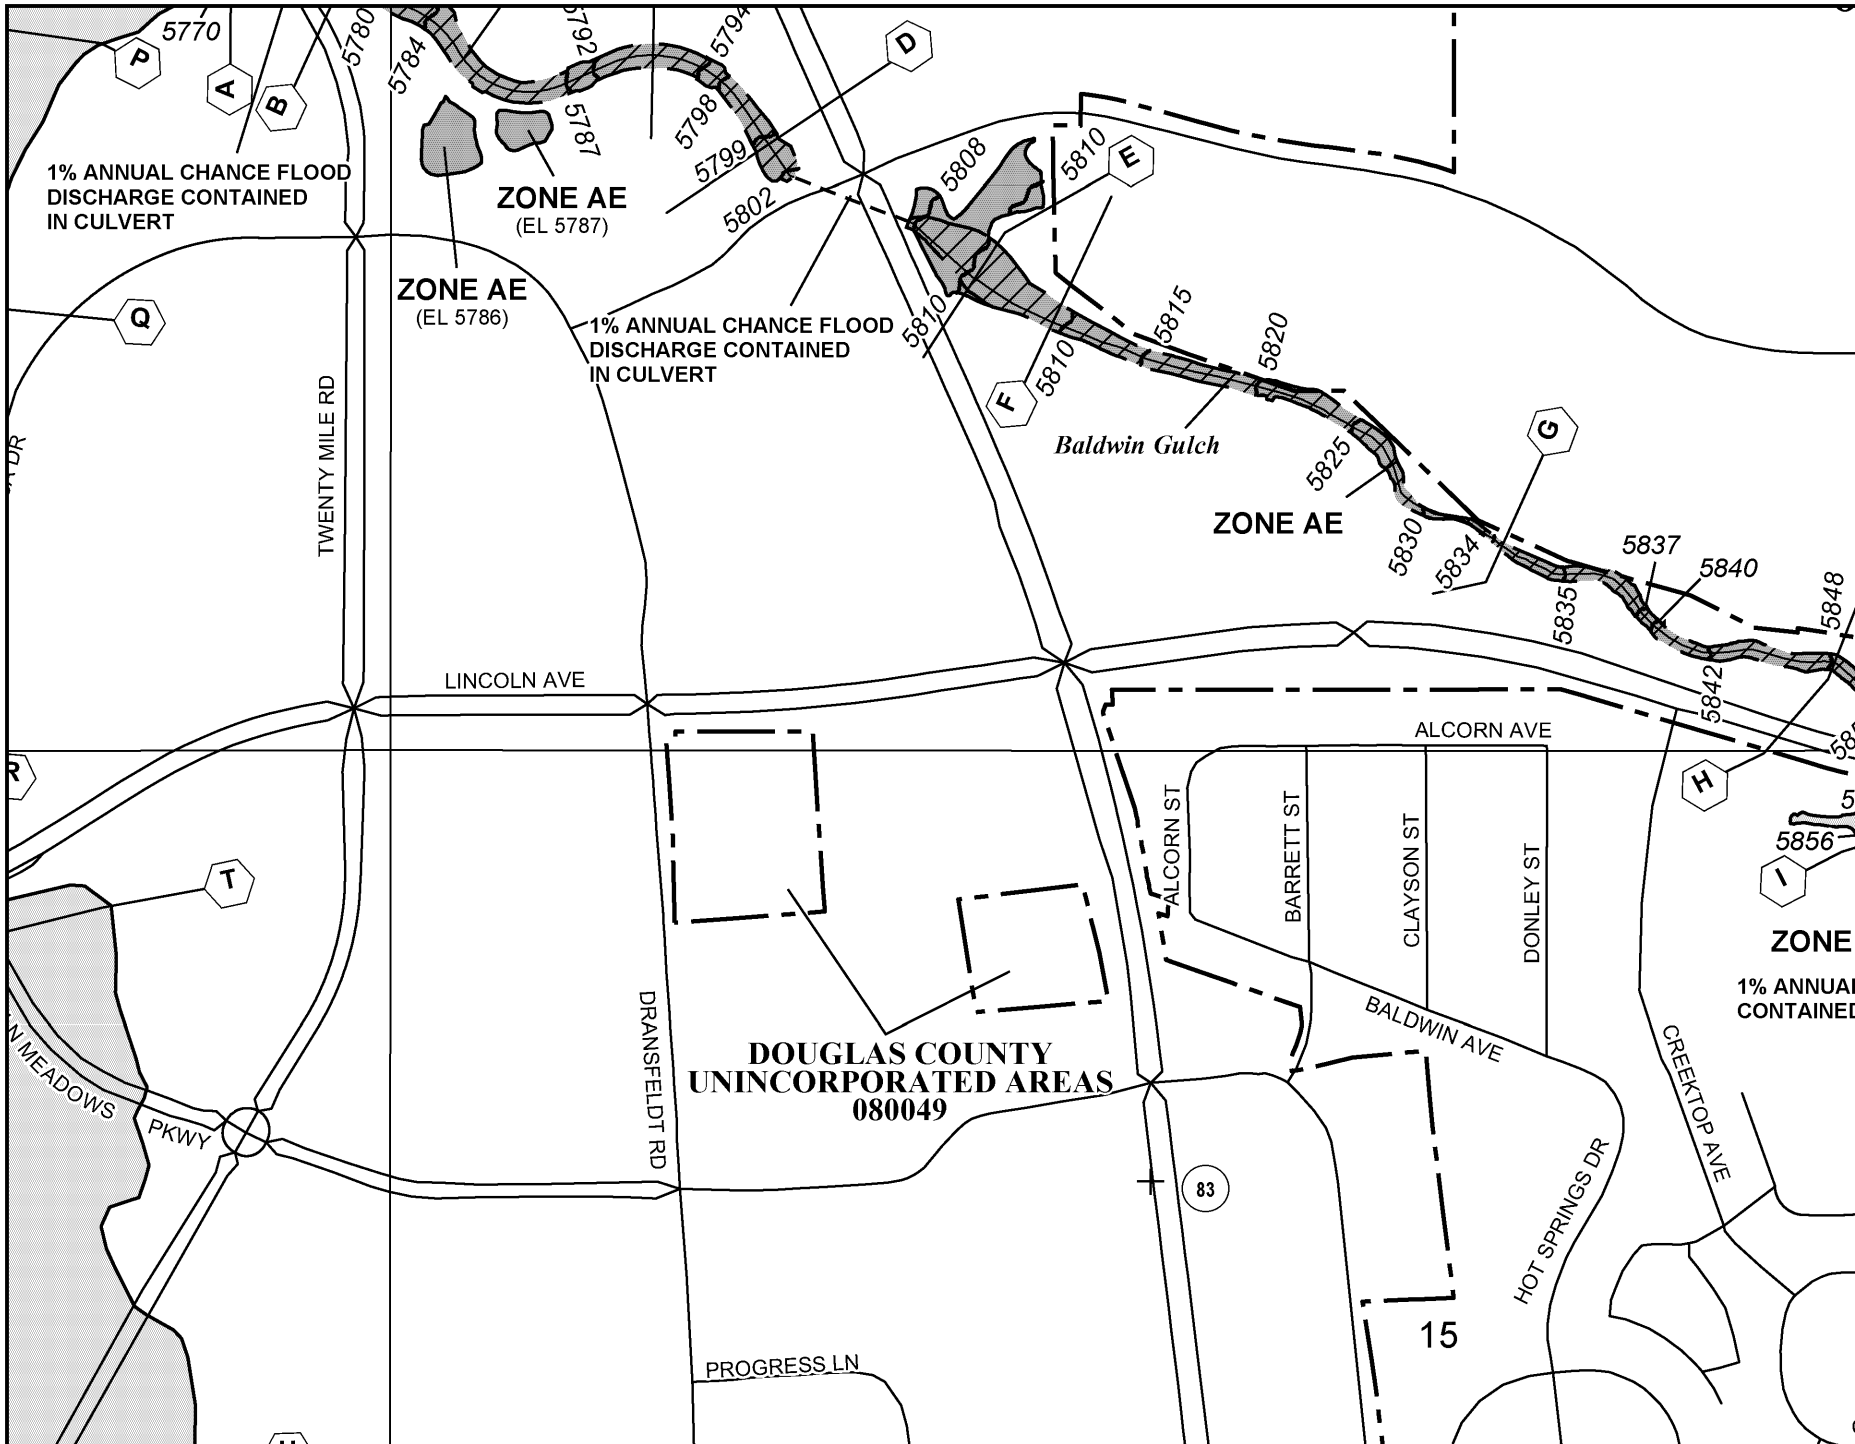 5770
5780
5784
5792
5794
D
P
A
B
5787
5798
5799
5802
5808
5810
E
1% ANNUAL CHANCE FLOOD
DISCHARGE CONTAINED
IN CULVERT
ZONE AE
(EL 5787)
ZONE AE
(EL 5786)
Q
1% ANNUAL CHANCE FLOOD
DISCHARGE CONTAINED
IN CULVERT
5810
5810
5815
5820
F
Baldwin Gulch
5825
G
ZONE AE
5830
5834
5835
5837
5840
5848
5842
TWENTY MILE RD
LINCOLN AVE
ALCORN AVE
H
R
T
ALCORN ST
BARRETT ST
CLAYSON ST
DONLEY ST
5856
I
ZONE
1% ANNUAL
CONTAINED
DRANSFELDT RD
DOUGLAS COUNTY
UNINCORPORATED AREAS
080049
BALDWIN AVE
CREEKTOP AVE
MEADOWS
PKWY
83
HOT SPRINGS DR
15
PROGRESS LN